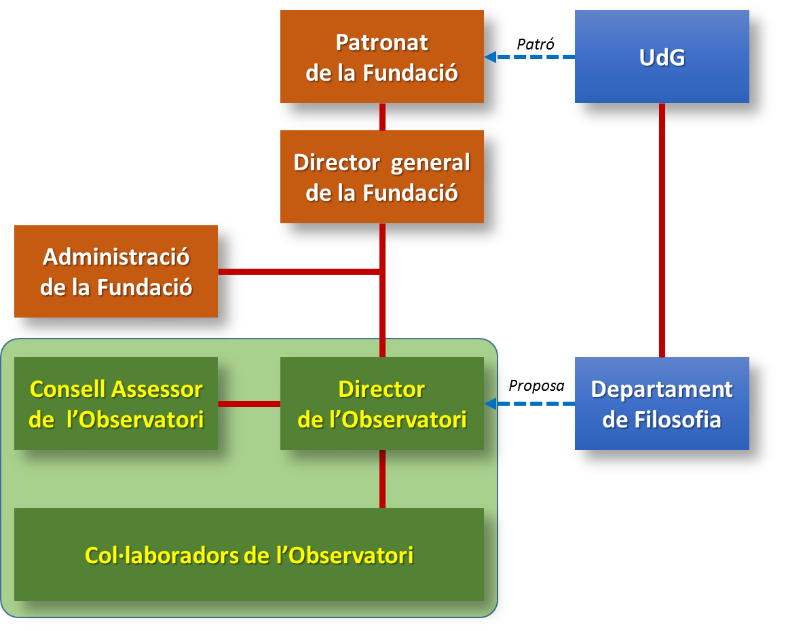 Patronat
de la Fundació
Patró
UdG
Director general
de la Fundació
Administració
de la Fundació
Consell Assessor
de l'Observatori
Director
de l'Observatori
Proposa
Departament
de Filosofia
Col·laboradors de l'Observatori